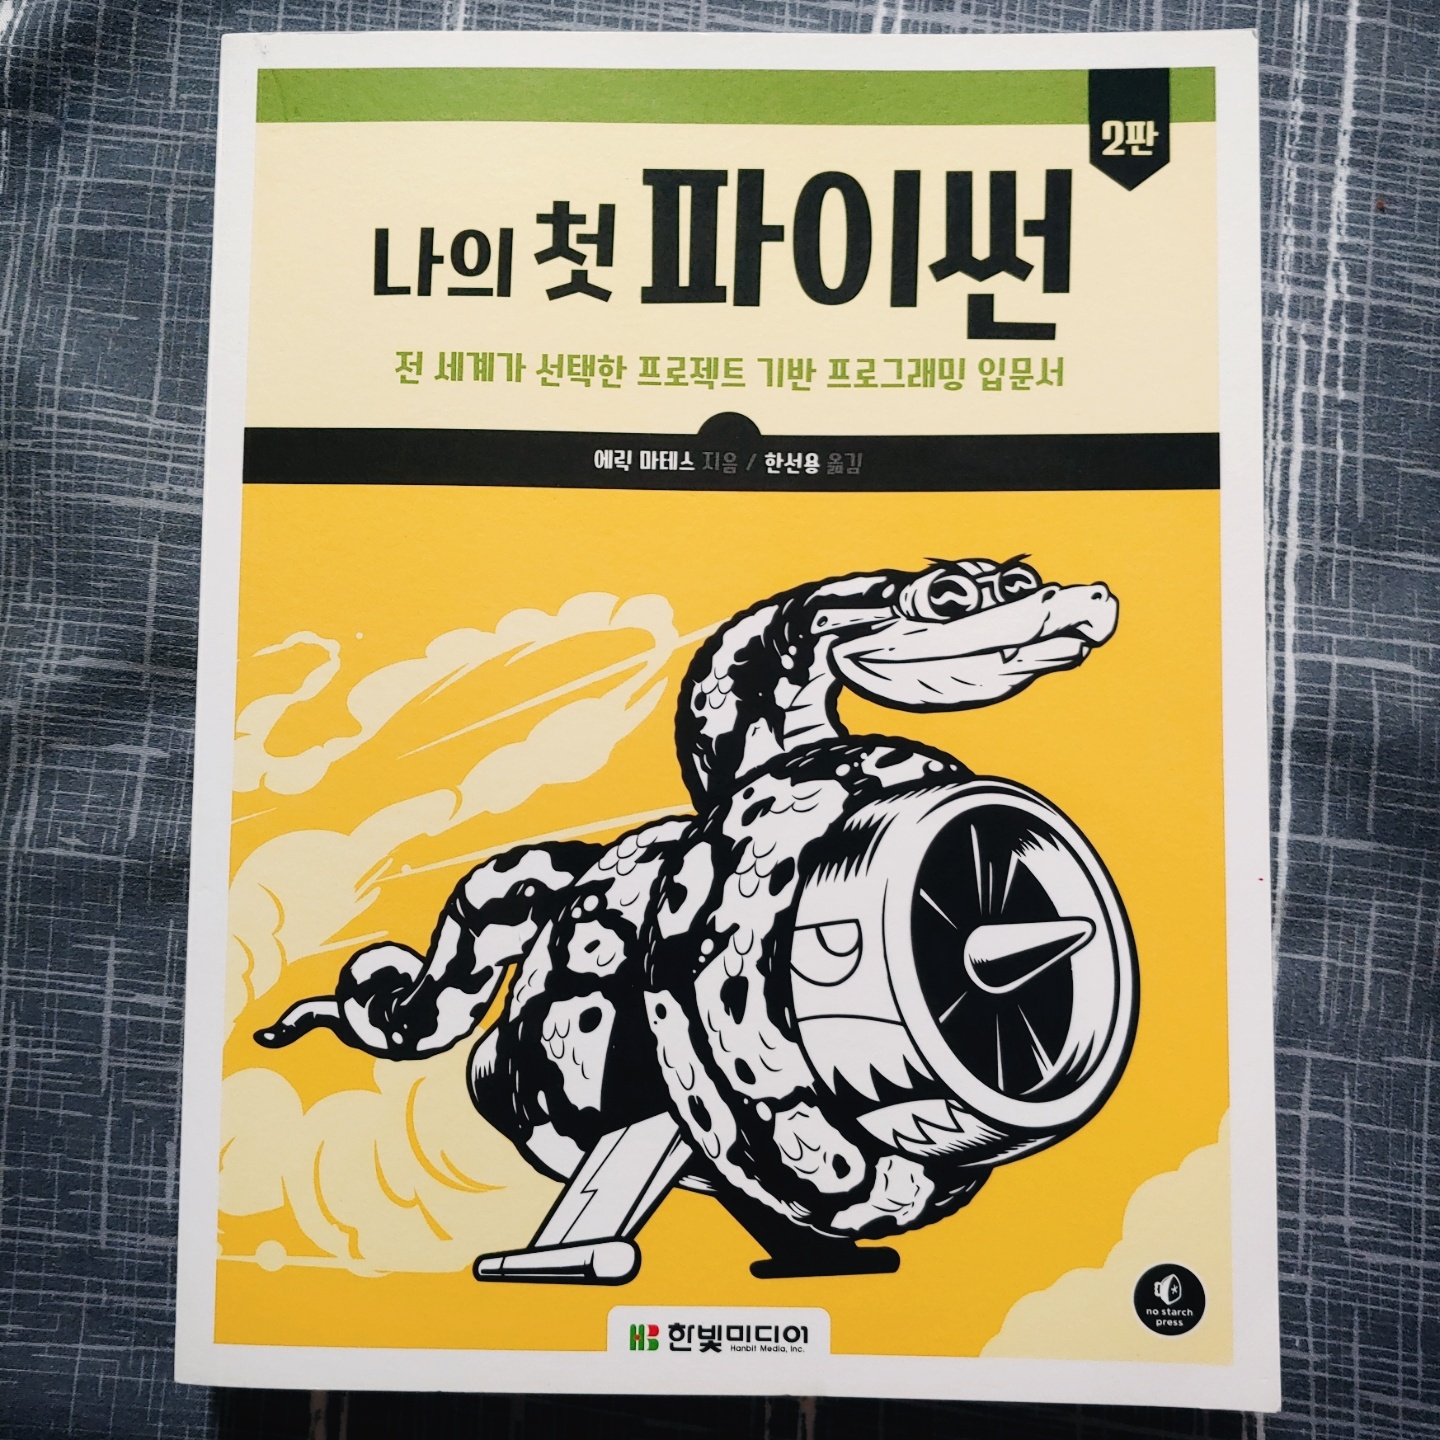 2판
나의 첫 파이썬
전 세계가 선택한 프로젝트 기반 프로그래밍 입문서
에릭 마테스 지음 / 한선용 옮김
no starch
press
HB 한빛미디어
Hanbit Media, Inc.